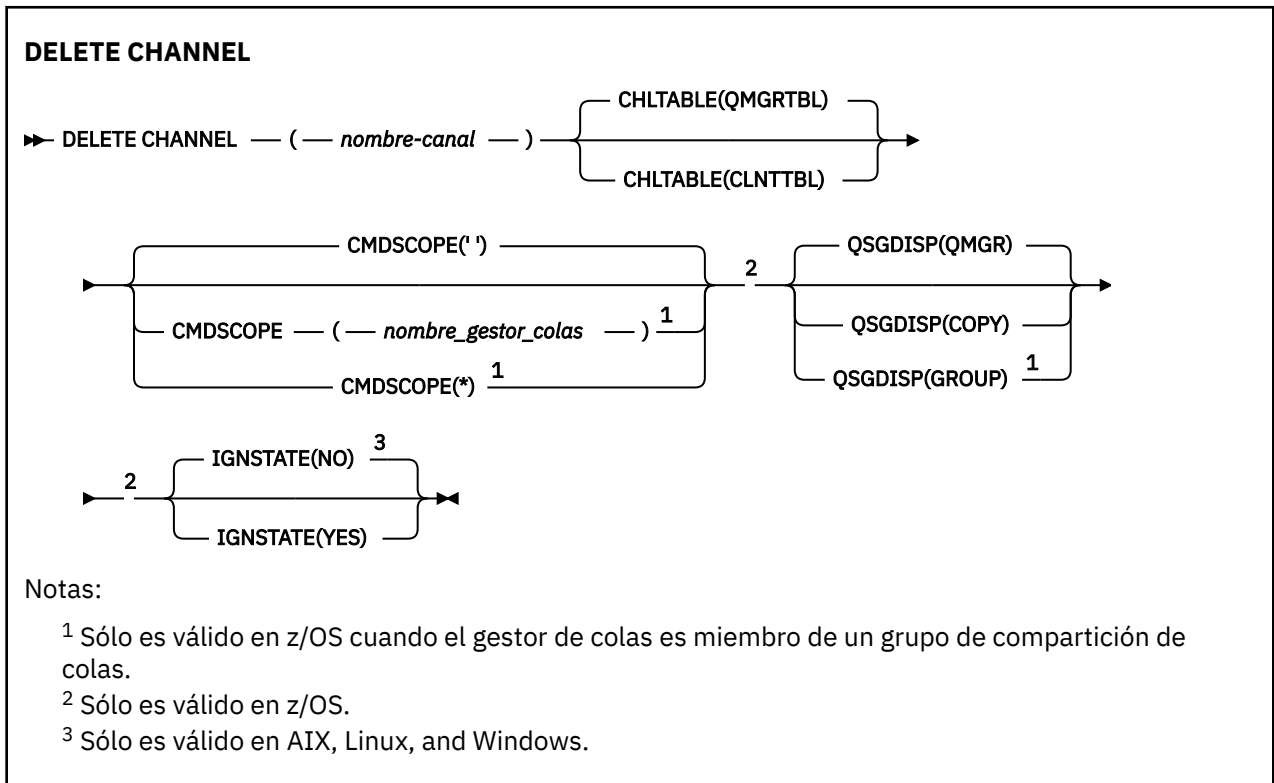 DELETE CHANNEL
CHLTABLE(QMGRTBL)
DELETE CHANNEL ( nombre-canal )
CHLTABLE(CLNTTBL)
CMDSCOPE(' ') 2 QSGDISP(QMGR)
CMDSCOPE ( nombre_gestor_colas ) 1 QSGDISP(COPY)
CMDSCOPE(*) 1 QSGDISP(GROUP) 1
2 IGNSTATE(NO) 3
IGNSTATE(YES)
Notas:
1 Sólo es válido en z/OS cuando el gestor de colas es miembro de un grupo de compartición de
colas.
2 Sólo es válido en z/OS.
3 Sólo es válido en AIX, Linux, and Windows.